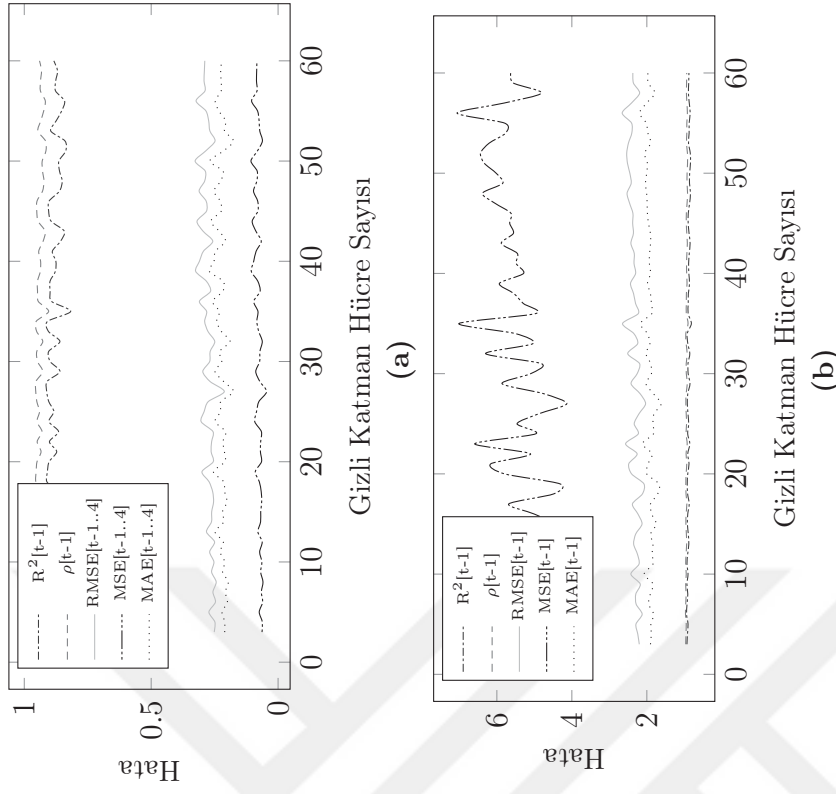 1
0.5
0
Hata
R²[t-1]
ρ[t-1]
RMSE[t-1..4]
MSE[t-1..4]
MAE[t-1..4]
0 10 20 30 40 50 60
Gizli Katman Hücre Sayısı
(a)
6
4
2
Hata
R²[t-1]
ρ[t-1]
RMSE[t-1]
MSE[t-1]
MAE[t-1]
0 10 20 30 40 50 60
Gizli Katman Hücre Sayısı
(b)